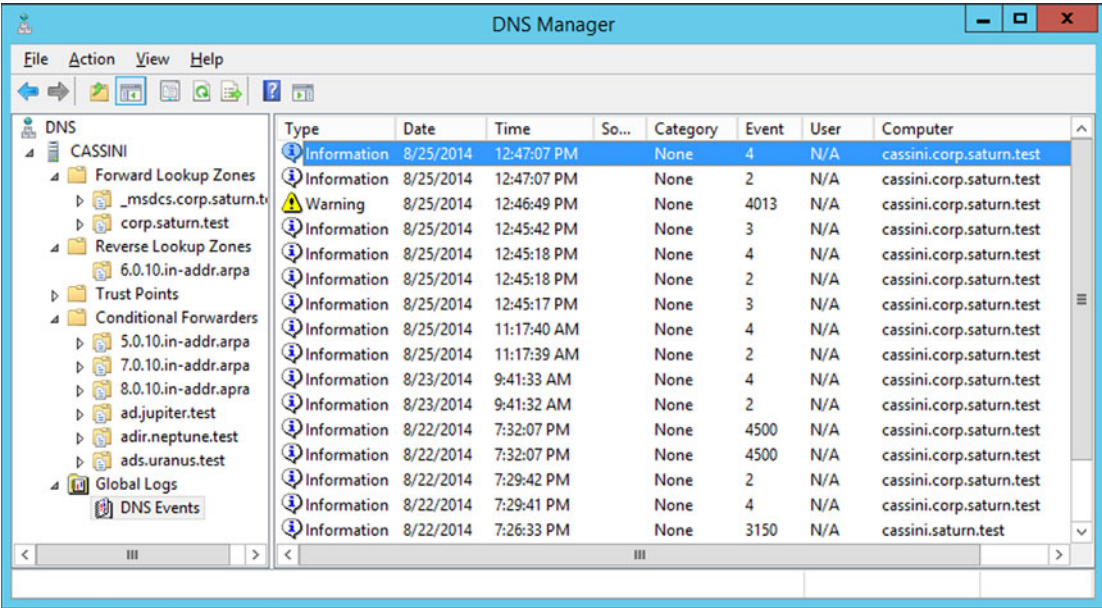 DNS Manager
File Action View Help
DNS
CASSINI
Forward Lookup Zones
_msdcs.corp.saturn.t
corp.saturn.test
Reverse Lookup Zones
6.0.10.in-addr.arpa
Trust Points
Conditional Forwarders
5.0.10.in-addr.arpa
7.0.10.in-addr.arpa
8.0.10.in-addr.apra
ad.jupiter.test
adir.neptune.test
ads.uranus.test
Global Logs
DNS Events
Type Date Time So... Category Event User Computer
Information 8/25/2014 12:47:07 PM None 4 N/A cassini.corp.saturn.test
Information 8/25/2014 12:47:07 PM None 2 N/A cassini.corp.saturn.test
Warning 8/25/2014 12:46:49 PM None 4013 N/A cassini.corp.saturn.test
Information 8/25/2014 12:45:42 PM None 3 N/A cassini.corp.saturn.test
Information 8/25/2014 12:45:18 PM None 4 N/A cassini.corp.saturn.test
Information 8/25/2014 12:45:18 PM None 2 N/A cassini.corp.saturn.test
Information 8/25/2014 12:45:17 PM None 3 N/A cassini.corp.saturn.test
Information 8/25/2014 11:17:40 AM None 4 N/A cassini.corp.saturn.test
Information 8/25/2014 11:17:39 AM None 2 N/A cassini.corp.saturn.test
Information 8/23/2014 9:41:33 AM None 4 N/A cassini.corp.saturn.test
Information 8/23/2014 9:41:32 AM None 2 N/A cassini.corp.saturn.test
Information 8/22/2014 7:32:07 PM None 4500 N/A cassini.corp.saturn.test
Information 8/22/2014 7:32:07 PM None 4500 N/A cassini.corp.saturn.test
Information 8/22/2014 7:29:42 PM None 2 N/A cassini.corp.saturn.test
Information 8/22/2014 7:29:41 PM None 4 N/A cassini.corp.saturn.test
Information 8/22/2014 7:26:33 PM None 3150 N/A cassini.saturn.test